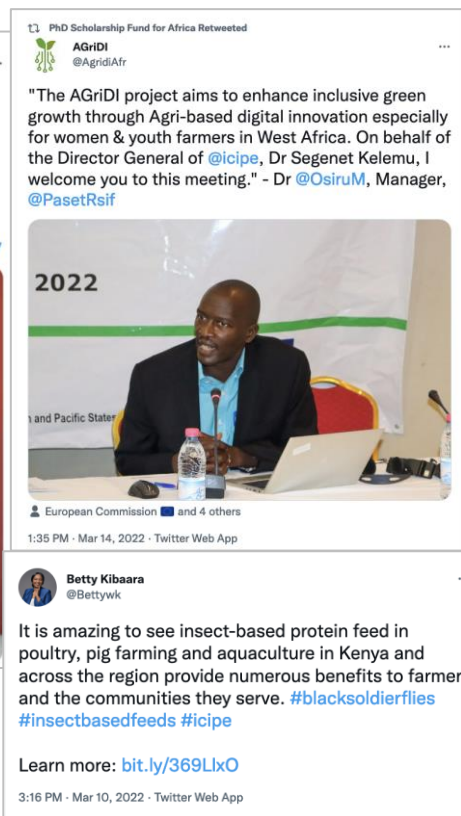 PhD Scholarship Fund for Africa Retweeted
AGriDI
@AgridiAfr
"The AGriDI project aims to enhance inclusive green
growth through Agri-based digital innovation especially
for women & youth farmers in West Africa. On behalf of
the Director General of @icipe, Dr Segenet Kelemu, I
welcome you to this meeting." - Dr @OsiruM, Manager,
@PasetRsif
2022
and Pacific States
European Commission 🇪🇺 and 4 others
1:35 PM · Mar 14, 2022 · Twitter Web App
Betty Kibaara
@Bettywk
It is amazing to see insect-based protein feed in
poultry, pig farming and aquaculture in Kenya and
across the region provide numerous benefits to farmer
and the communities they serve. #blacksoldierflies
#insectbasedfeeds #icipe
Learn more: bit.ly/369LlxO
3:16 PM · Mar 10, 2022 · Twitter Web App